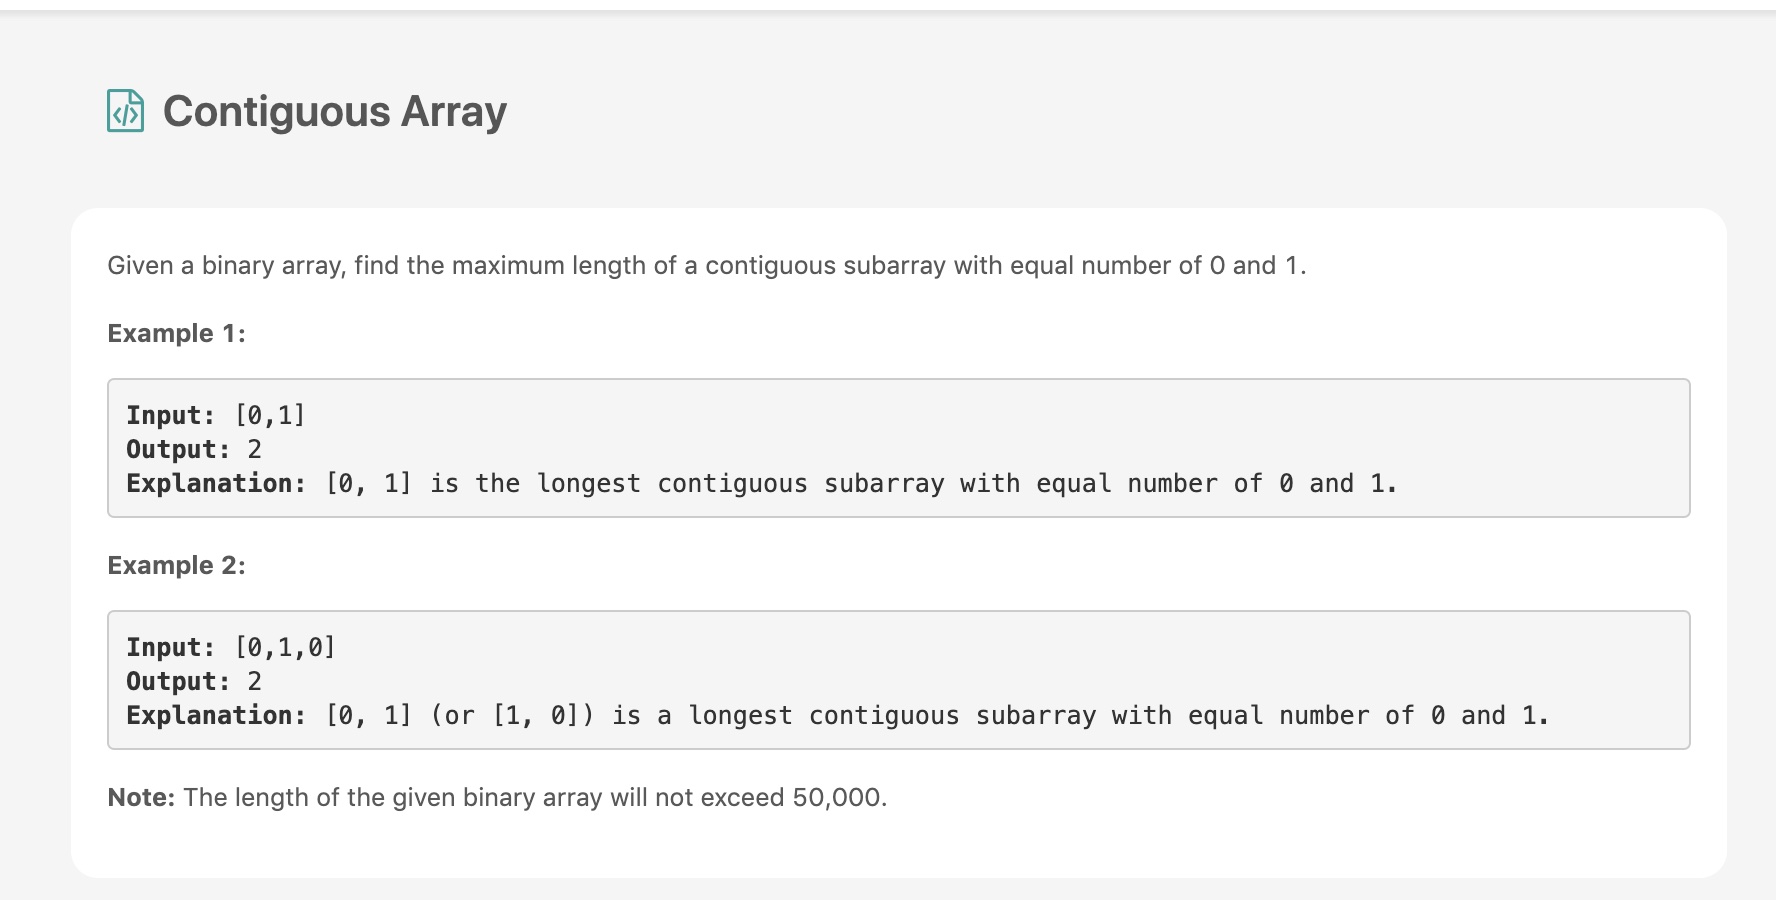 Contiguous Array
Given a binary array, find the maximum length of a contiguous subarray with equal number of 0 and 1.
Example 1:
Input: [0,1]
Output: 2
Explanation: [0, 1] is the longest contiguous subarray with equal number of 0 and 1.
Example 2:
Input: [0,1,0]
Output: 2
Explanation: [0, 1] (or [1, 0]) is a longest contiguous subarray with equal number of 0 and 1.
Note: The length of the given binary array will not exceed 50,000.